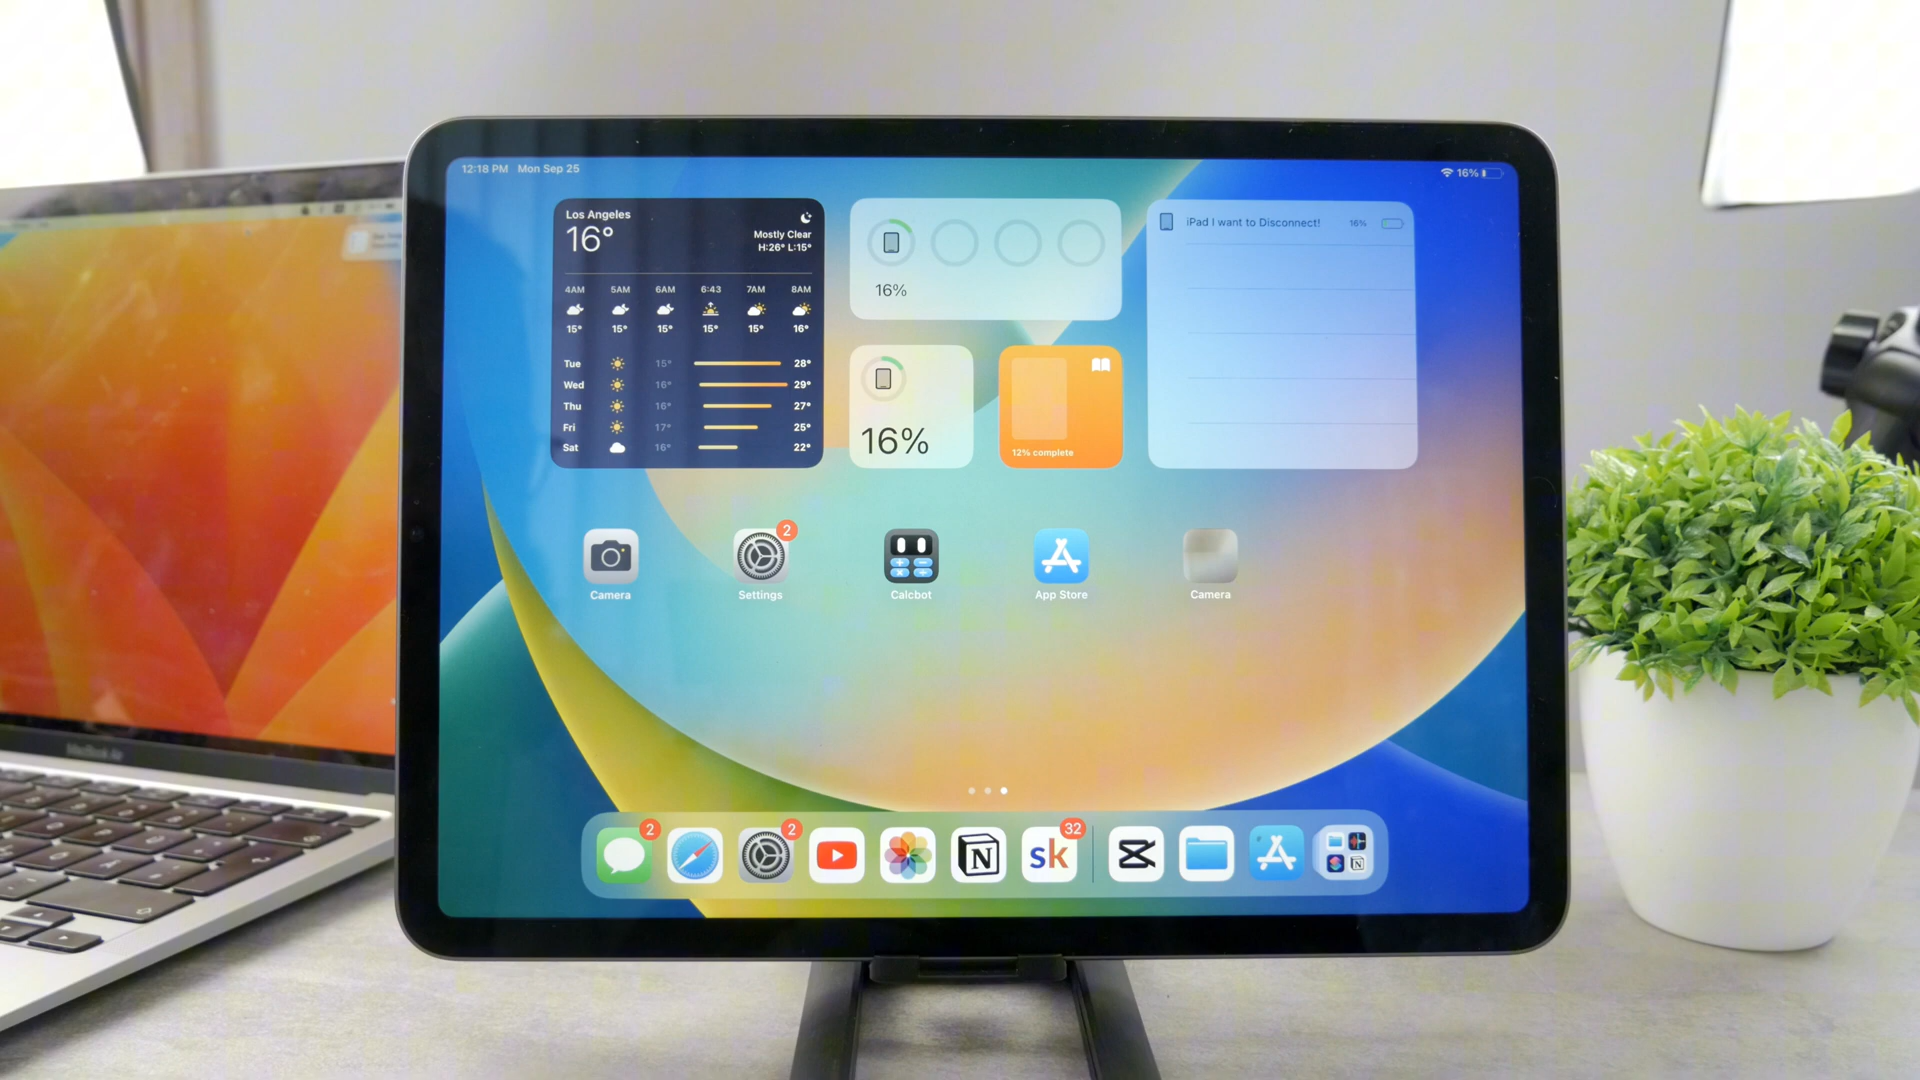 12:18 PM Mon Sep 25
16%
Los Angeles
16°
Mostly Clear
H:26° L:15°
4AM 5AM 6AM 6:43 7AM 8AM
15° 15° 15° 15° 15° 16°
Tue 15° 28°
Wed 16° 29°
Thu 16° 27°
Fri 17° 25°
Sat 16° 22°
16%
16%
12% complete
iPad I want to Disconnect! 16%
Camera
Settings
2
Calcbot
App Store
Camera
2
2
N
sk
32
N
MacBook Air